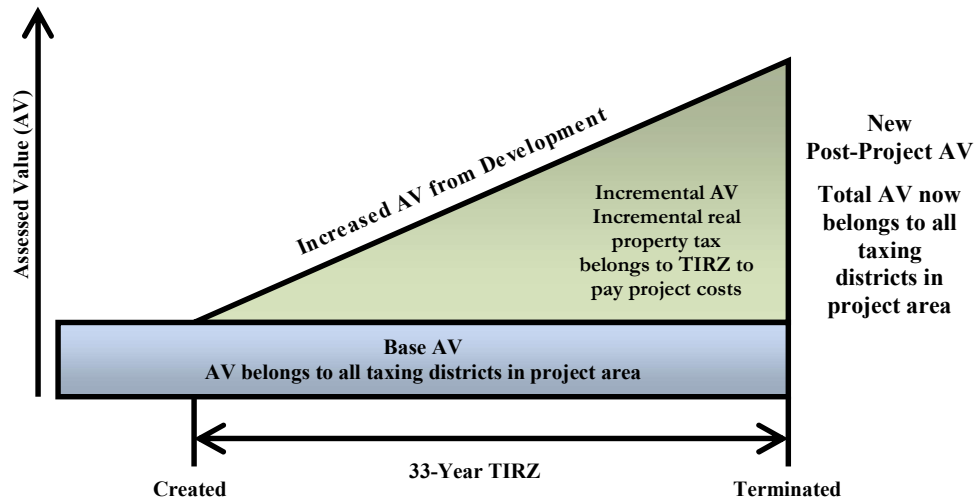 Assessed Value (AV)
Increased AV from Development
Incremental AV
Incremental real
property tax
belongs to TIRZ to
pay project costs
New
Post-Project AV
Total AV now
belongs to all
taxing
districts in
project area
Base AV
AV belongs to all taxing districts in project area
33-Year TIRZ
Created
Terminated